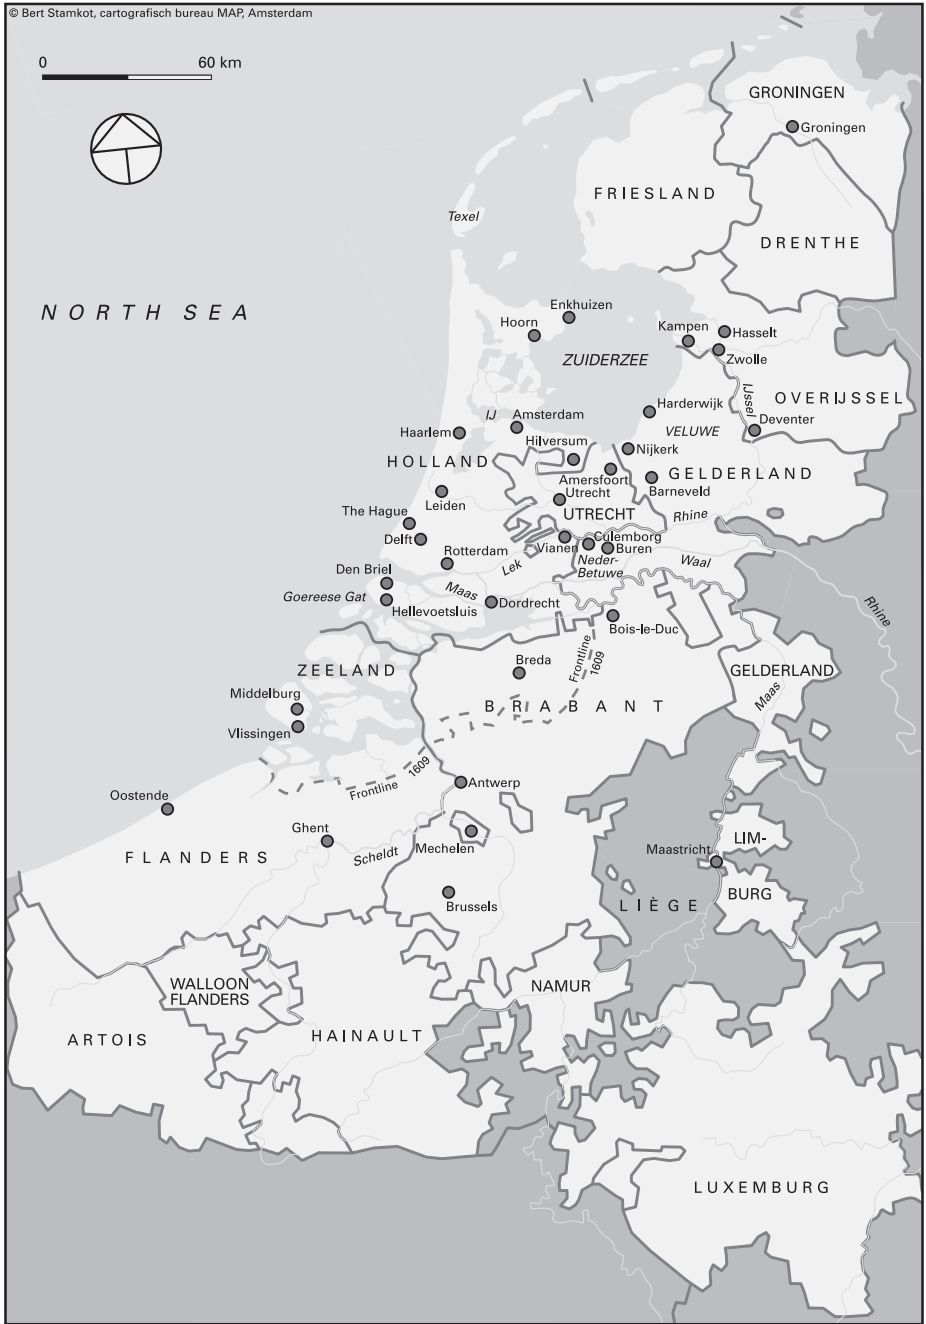 © Bert Stamkot, cartografisch bureau MAP, Amsterdam
0 60 km
GRONINGEN
Groningen
FRIESLAND
Texel
DRENTHE
NORTH SEA
Enkhuizen
Hoorn
Kampen
Hasselt
ZUIDERZEE
Zwolle
IJssel
OVERIJSSEL
Harderwijk
IJ
Amsterdam
Deventer
Haarlem
VELUWE
Hilversum
Nijkerk
HOLLAND
GELDERLAND
Amersfoort
Barneveld
Utrecht
Leiden
The Hague
UTRECHT
Rhine
Delft
Culemborg
Vianen
Buren
Rotterdam
Lek
Neder-
Betuwe
Waal
Den Briel
Maas
Goereese Gat
Hellevoetsluis
Dordrecht
Rhine
Bois-le-Duc
Frontline
1609
Breda
ZEELAND
GELDERLAND
Maas
Middelburg
BRABANT
Vlissingen
Frontline
1609
Antwerp
Oostende
Ghent
Mechelen
Scheldt
FLANDERS
Maastricht
LIM-
BURG
LIÈGE
Brussels
WALLOON
FLANDERS
NAMUR
ARTOIS
HAINAULT
LUXEMBURG